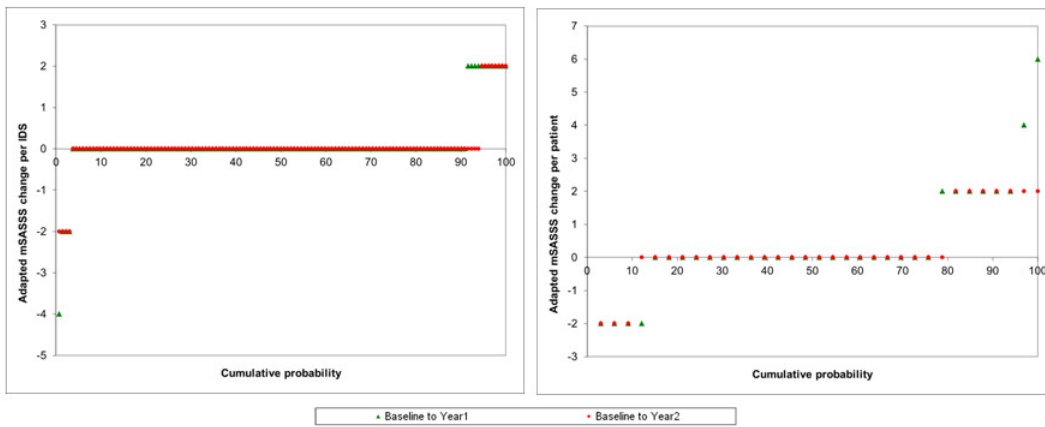 3
2
1
0
-1
-2
-3
-4
-5
0 10 20 30 40 50 60 70 80 90 100
Adapted mSASSS change per IDS
Cumulative probability
7
6
5
4
3
2
1
0
-1
-2
-3
0 10 20 30 40 50 60 70 80 90 100
Adapted mSASSS change per patient
Cumulative probability
Baseline to Year1 Baseline to Year2